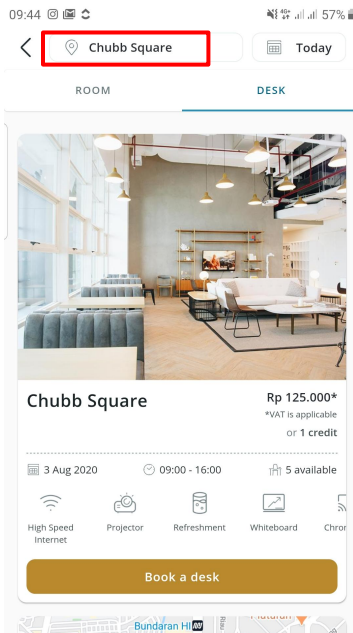 09:44
4G+ 57%
Chubb Square
Today
ROOM
DESK
Chubb Square
Rp 125.000*
*VAT is applicable
or 1 credit
3 Aug 2020
09:00 - 16:00
5 available
High Speed
Internet
Projector
Refreshment
Whiteboard
Chror
Book a desk
Bundaran HI